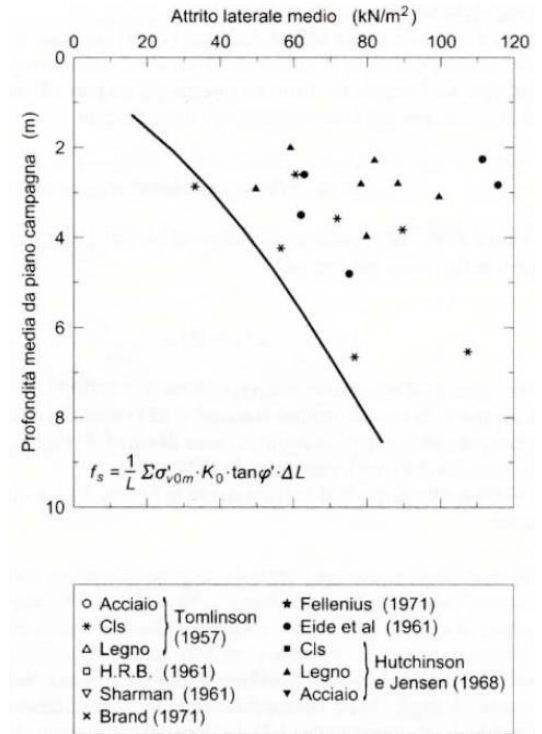 Attrito laterale medio (kN/m²)
0 20 40 60 80 100 120
0
2
4
6
8
10
Profondità media da piano campagna (m)
f_s = 1/L Σσ'_v0m · K_0 · tanφ' · ΔL
Acciaio
Cls
Legno
Tomlinson
(1957)
H.R.B. (1961)
Sharman (1961)
Brand (1971)
Fellenius (1971)
Eide et al (1961)
Cls
Legno
Acciaio
Hutchinson
e Jensen (1968)